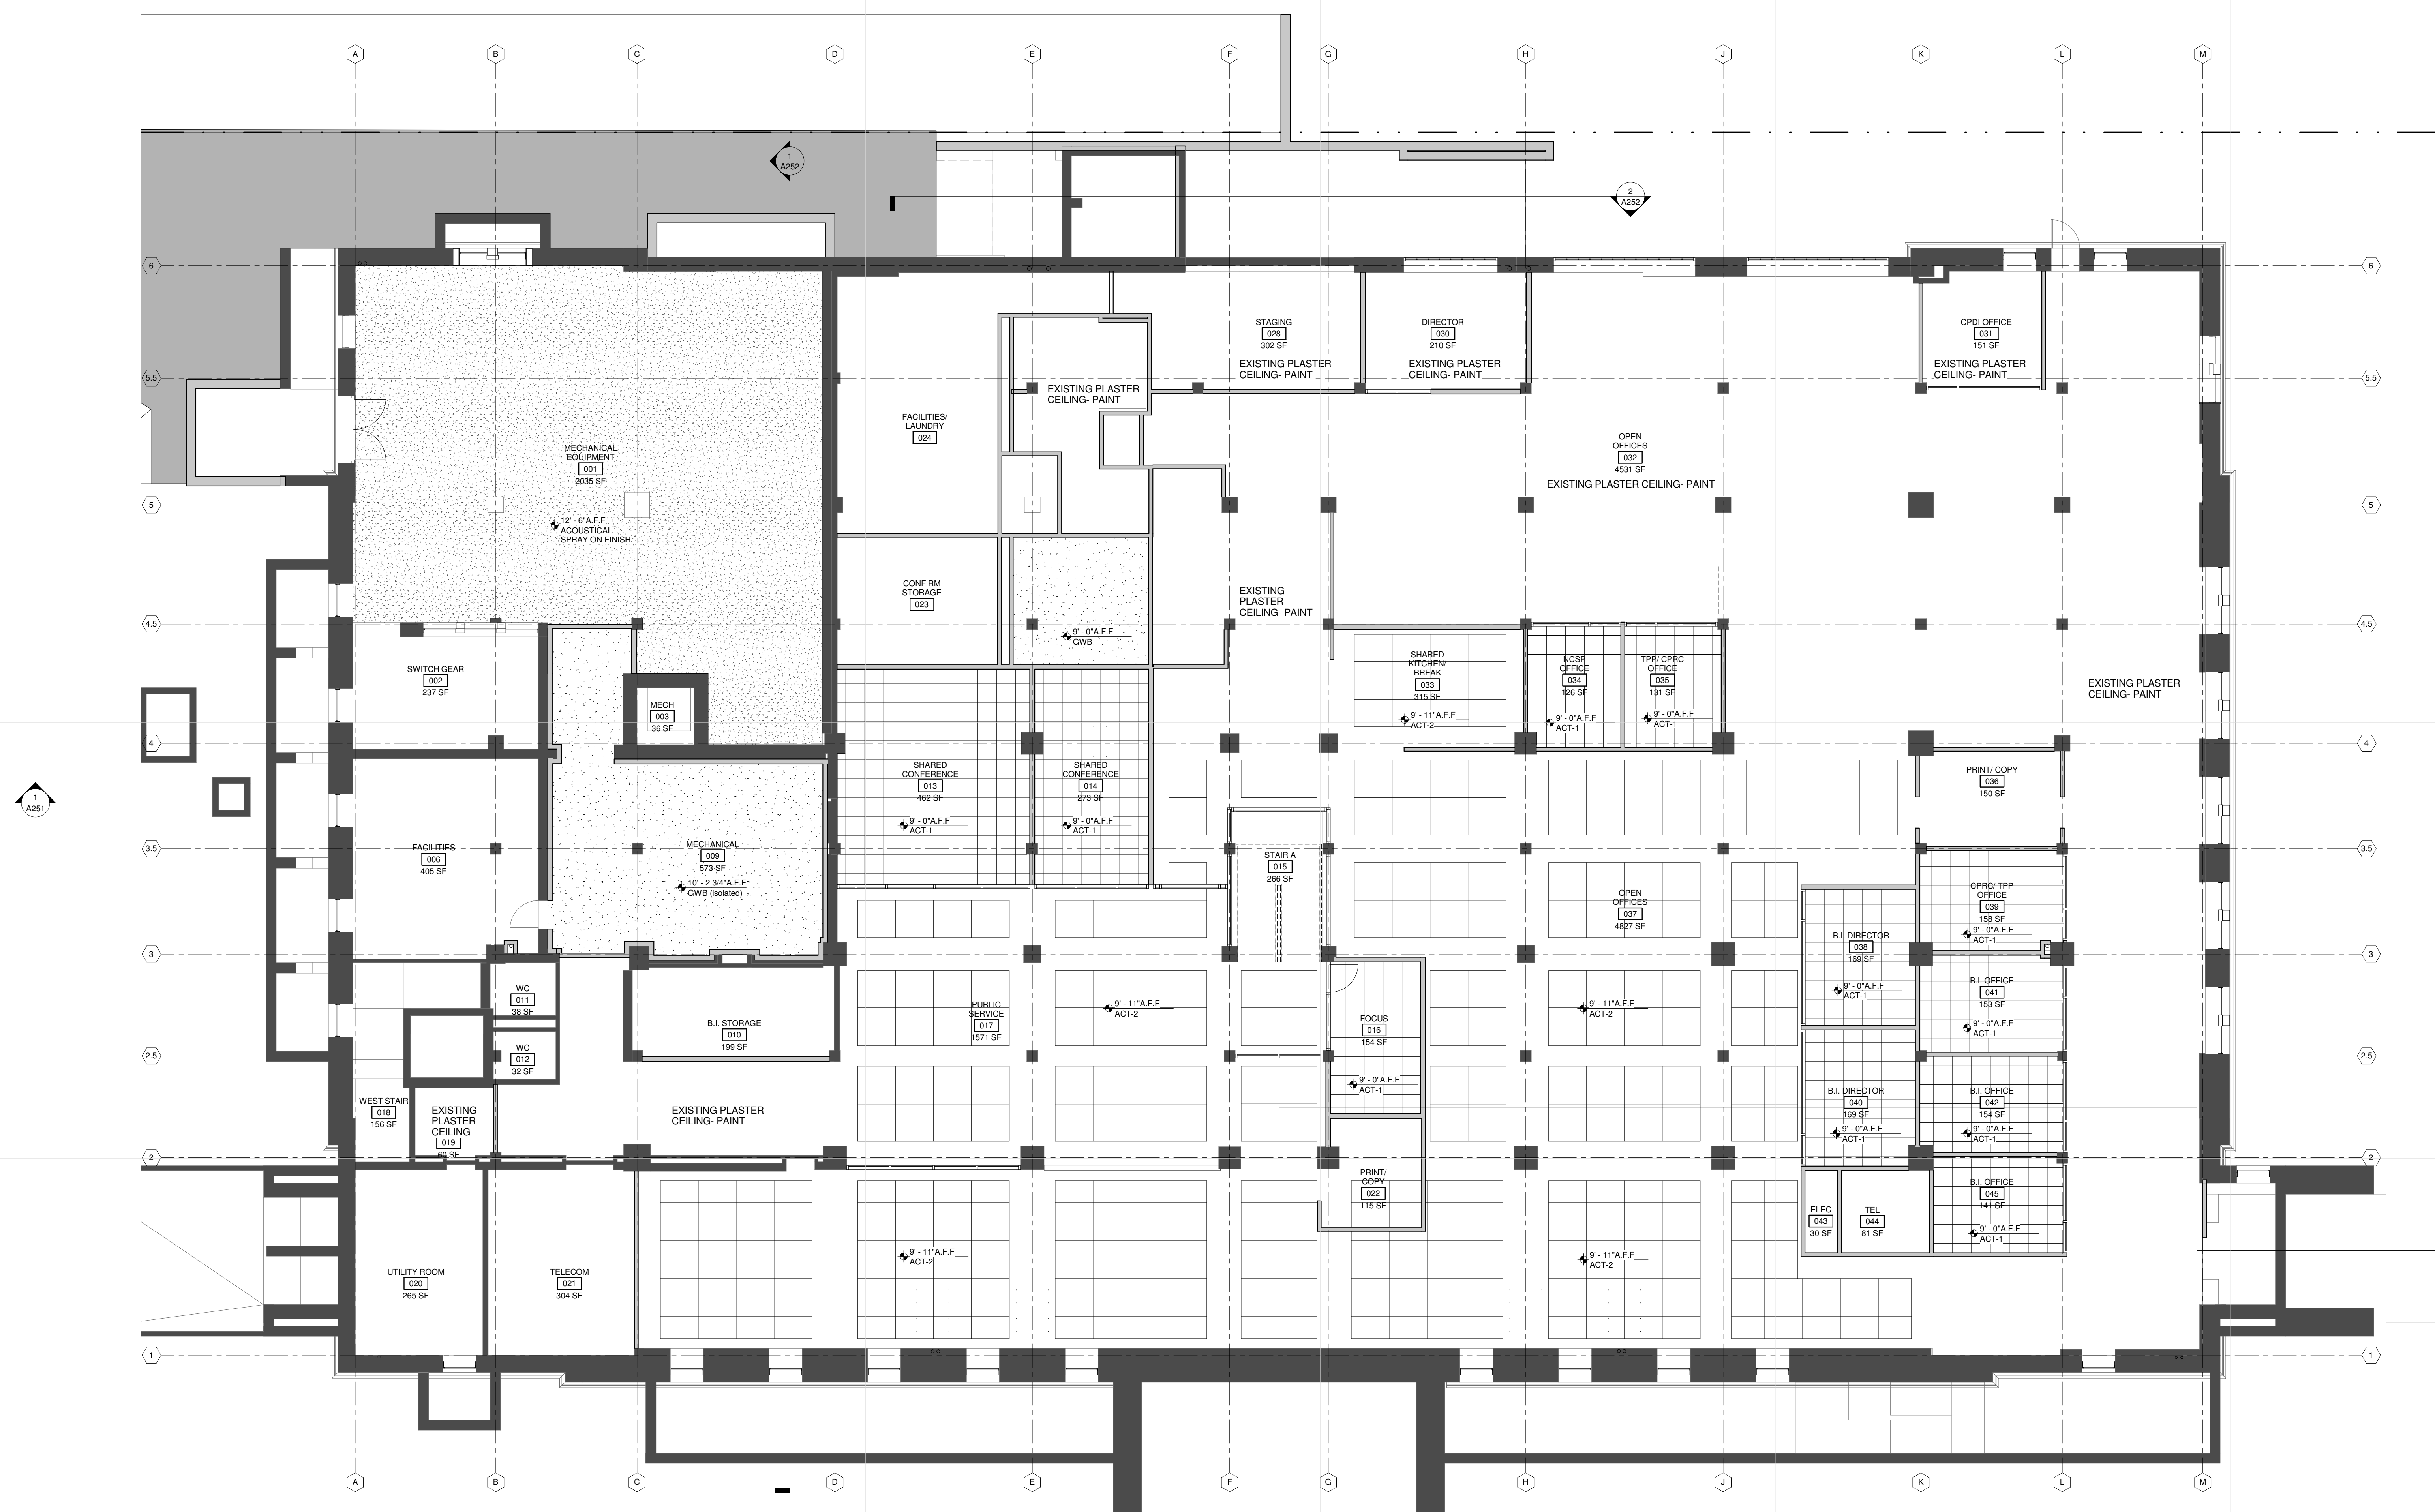 A B C D E F G H J K L M
1
A252
2
A252
6 6
STAGING
028
302 SF
EXISTING PLASTER
CEILING- PAINT
DIRECTOR
030
210 SF
EXISTING PLASTER
CEILING- PAINT
CPDI OFFICE
031
151 SF
EXISTING PLASTER
CEILING- PAINT
5.5 5.5
EXISTING PLASTER
CEILING- PAINT
FACILITIES/
LAUNDRY
024
MECHANICAL
EQUIPMENT
001
2035 SF
OPEN
OFFICES
032
4531 SF
EXISTING PLASTER CEILING- PAINT
5 5
12' - 6"A.F.F
ACOUSTICAL
SPRAY ON FINISH
CONF RM
STORAGE
023
EXISTING
PLASTER
CEILING- PAINT
4.5 4.5
9' - 0"A.F.F
GWB
SWITCH GEAR
002
237 SF
MECH
003
36 SF
SHARED
KITCHEN/
BREAK
033
315 SF
9' - 11"A.F.F
ACT-2
NCSP
OFFICE
034
126 SF
9' - 0"A.F.F
ACT-1
TPP/ CPRC
OFFICE
035
131 SF
9' - 0"A.F.F
ACT-1
EXISTING PLASTER
CEILING- PAINT
4 4
SHARED
CONFERENCE
013
462 SF
9' - 0"A.F.F
ACT-1
SHARED
CONFERENCE
014
273 SF
9' - 0"A.F.F
ACT-1
PRINT/ COPY
036
150 SF
1
A251
3.5 3.5
FACILITIES
006
405 SF
MECHANICAL
009
573 SF
10' - 2 3/4"A.F.F
GWB (isolated)
STAIR A
015
266 SF
OPEN
OFFICES
037
4827 SF
CPRC/ TPP
OFFICE
039
158 SF
9' - 0"A.F.F
ACT-1
B.I. DIRECTOR
038
169 SF
9' - 0"A.F.F
ACT-1
3 3
WC
011
38 SF
B.I. STORAGE
010
199 SF
PUBLIC
SERVICE
017
1571 SF
9' - 11"A.F.F
ACT-2
FOCUS
016
154 SF
9' - 0"A.F.F
ACT-1
9' - 11"A.F.F
ACT-2
B.I. OFFICE
041
153 SF
9' - 0"A.F.F
ACT-1
WC
012
32 SF
2.5 2.5
WEST STAIR
018
156 SF
EXISTING
PLASTER
CEILING
019
60 SF
EXISTING PLASTER
CEILING- PAINT
B.I. DIRECTOR
040
169 SF
9' - 0"A.F.F
ACT-1
B.I. OFFICE
042
154 SF
9' - 0"A.F.F
ACT-1
2 2
PRINT/
COPY
022
115 SF
ELEC
043
30 SF
TEL
044
81 SF
B.I. OFFICE
045
141 SF
9' - 0"A.F.F
ACT-1
UTILITY ROOM
020
265 SF
TELECOM
021
304 SF
9' - 11"A.F.F
ACT-2
9' - 11"A.F.F
ACT-2
1 1
A B C D E F G H J K L M